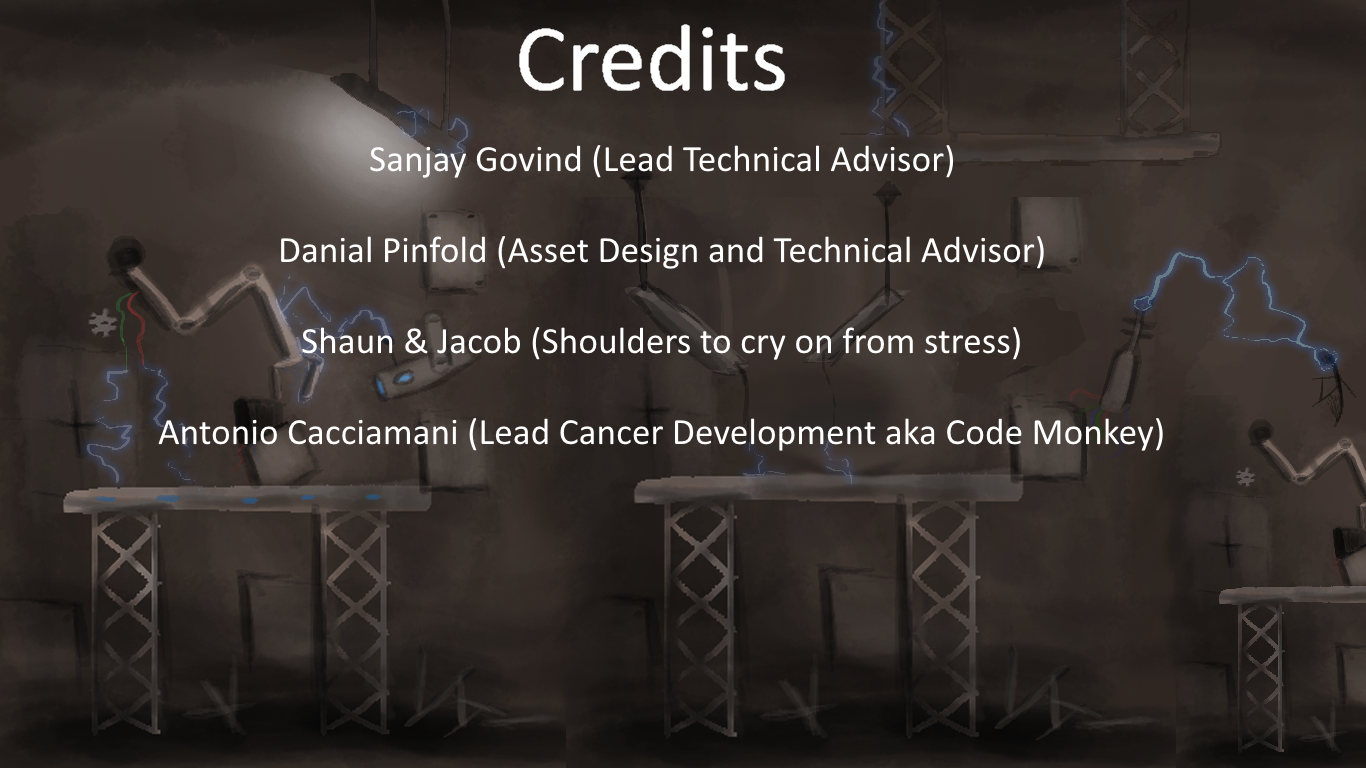 Credits
Sanjay Govind (Lead Technical Advisor)
Danial Pinfold (Asset Design and Technical Advisor)
Shaun & Jacob (Shoulders to cry on from stress)
Antonio Cacciamani (Lead Cancer Development aka Code Monkey)